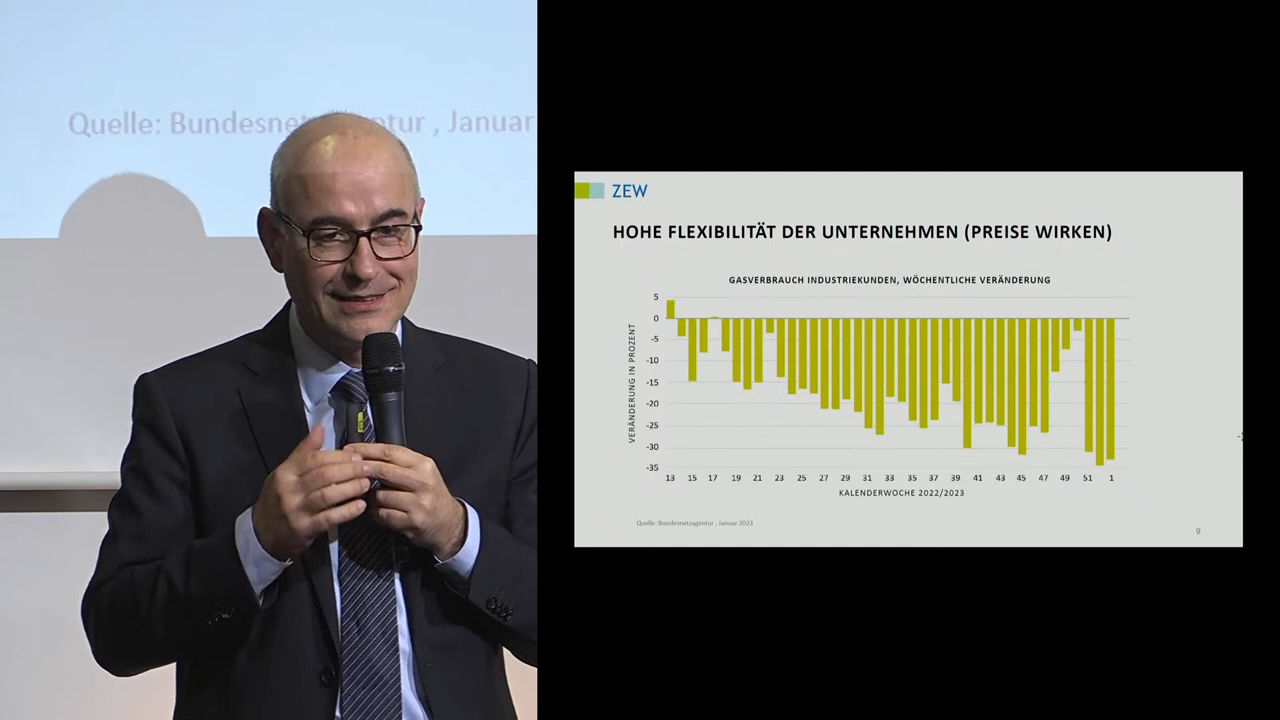 Quelle: Bundesnetzagentur , Januar
ZEW
HOHE FLEXIBILITÄT DER UNTERNEHMEN (PREISE WIRKEN)
GASVERBRAUCH INDUSTRIEKUNDEN, WÖCHENTLICHE VERÄNDERUNG
VERÄNDERUNG IN PROZENT
5
0
-5
-10
-15
-20
-25
-30
-35
13 15 17 19 21 23 25 27 29 31 33 35 37 39 41 43 45 47 49 51 1
KALENDERWOCHE 2022/2023
Quelle: Bundesnetzagentur , Januar 2023
9